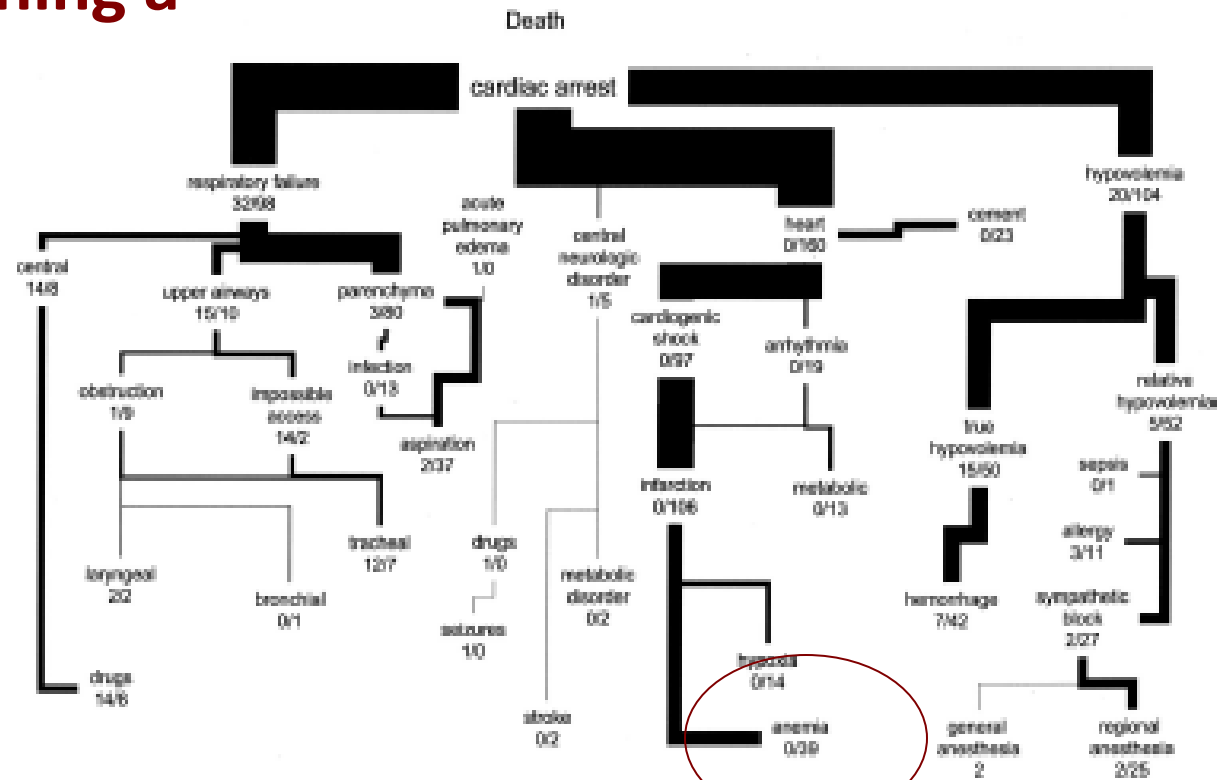 ning a
Death
cardiac arrest
respiratory failure
32/98
hypovolemia
20/104
acute
pulmonary
edema
1/0
central
neurologic
disorder
1/5
heart
0/160
cement
0/23
central
14/8
upper airways
15/10
parenchyma
3/80
cardiogenic
shock
0/97
arrhythmia
0/19
infection
0/13
obstruction
1/9
impossible
access
14/2
aspiration
2/37
relative
hypovolemia
5/52
true
hypovolemia
15/50
sepsis
0/1
infarction
0/106
metabolic
0/13
allergy
3/11
tracheal
12/7
drugs
1/0
laryngeal
2/2
bronchial
0/1
metabolic
disorder
0/2
hemorrhage
7/42
sympathetic
block
2/27
seizures
1/0
hypoxia
0/14
drugs
stroke
0/2
anemia
general
anesthesia
2
regional
anesthesia
2/25